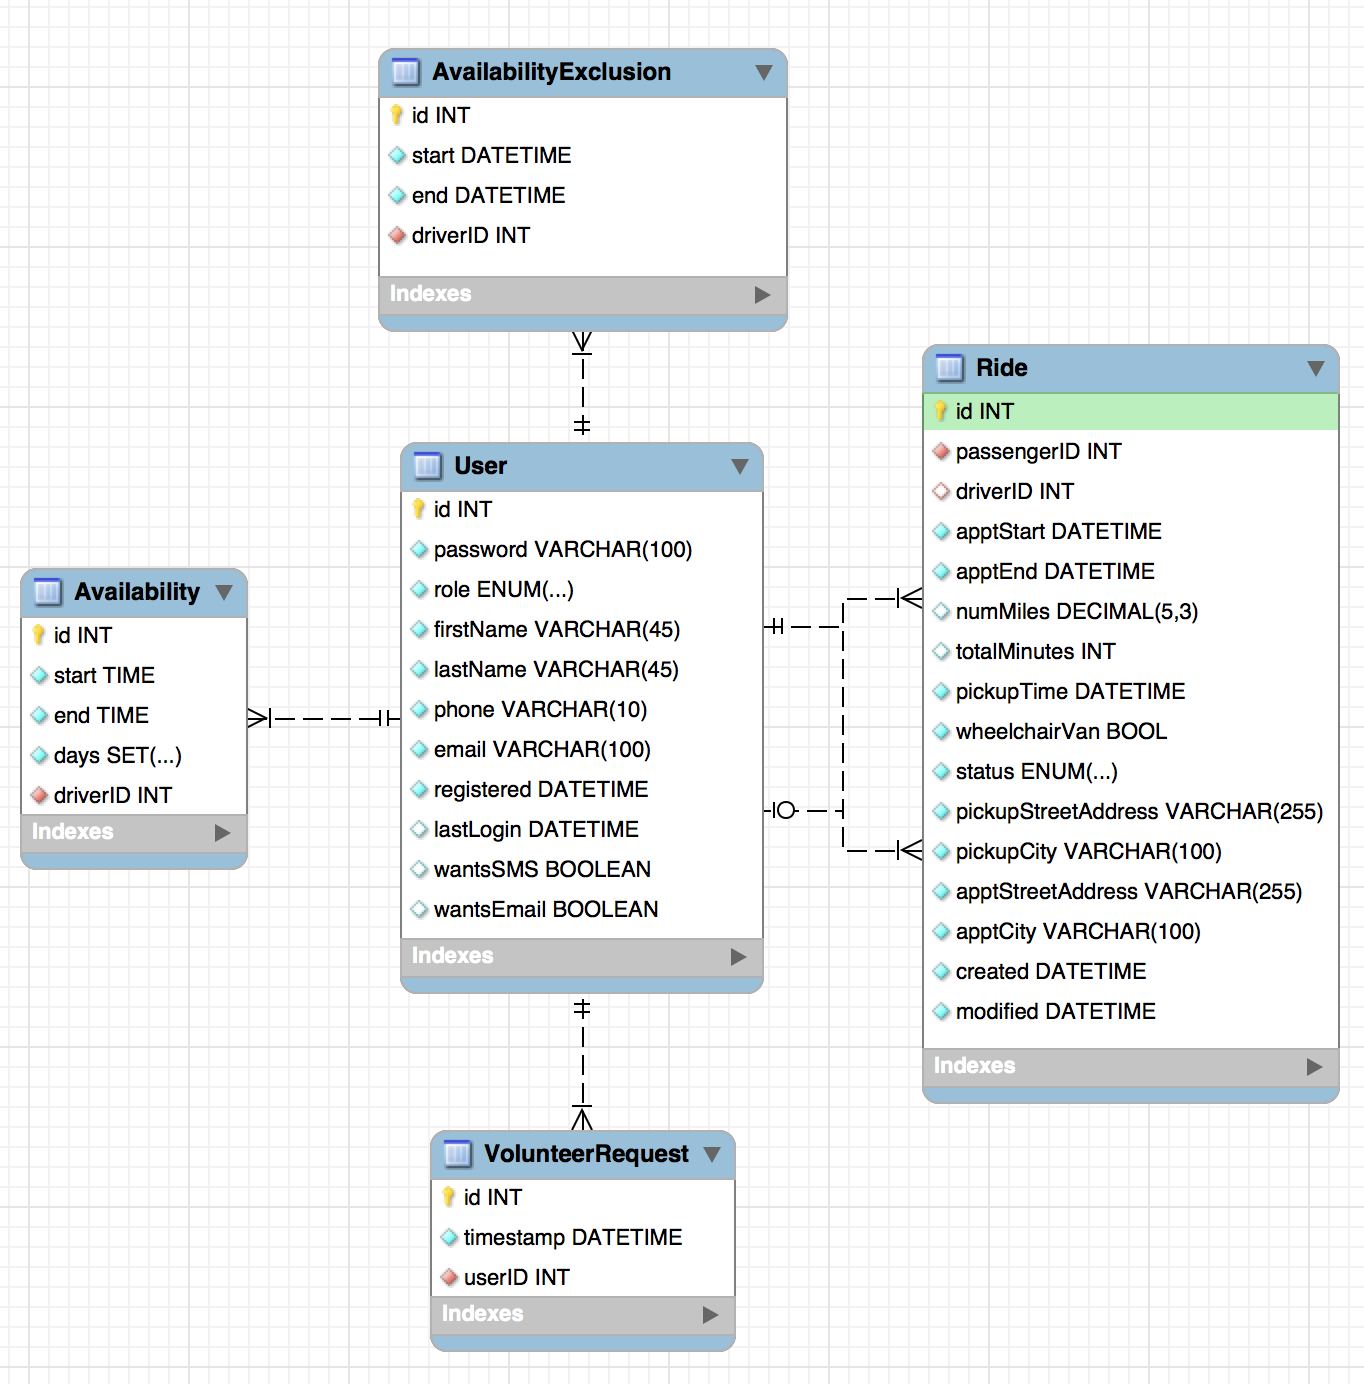 AvailabilityExclusion
id INT
start DATETIME
end DATETIME
driverID INT
Indexes
User
id INT
password VARCHAR(100)
role ENUM(...)
firstName VARCHAR(45)
lastName VARCHAR(45)
phone VARCHAR(10)
email VARCHAR(100)
registered DATETIME
lastLogin DATETIME
wantsSMS BOOLEAN
wantsEmail BOOLEAN
Indexes
Availability
id INT
start TIME
end TIME
days SET(...)
driverID INT
Indexes
Ride
id INT
passengerID INT
driverID INT
apptStart DATETIME
apptEnd DATETIME
numMiles DECIMAL(5,3)
totalMinutes INT
pickupTime DATETIME
wheelchairVan BOOL
status ENUM(...)
pickupStreetAddress VARCHAR(255)
pickupCity VARCHAR(100)
apptStreetAddress VARCHAR(255)
apptCity VARCHAR(100)
created DATETIME
modified DATETIME
Indexes
VolunteerRequest
id INT
timestamp DATETIME
userID INT
Indexes